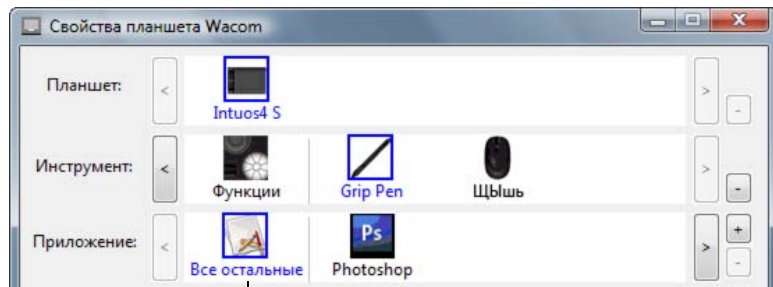 Свойства планшета Wacom
Планшет:
Intuos4 S
Инструмент:
Функции
Grip Pen
ЩЫшь
Приложение:
Все остальные
Ps
Photoshop